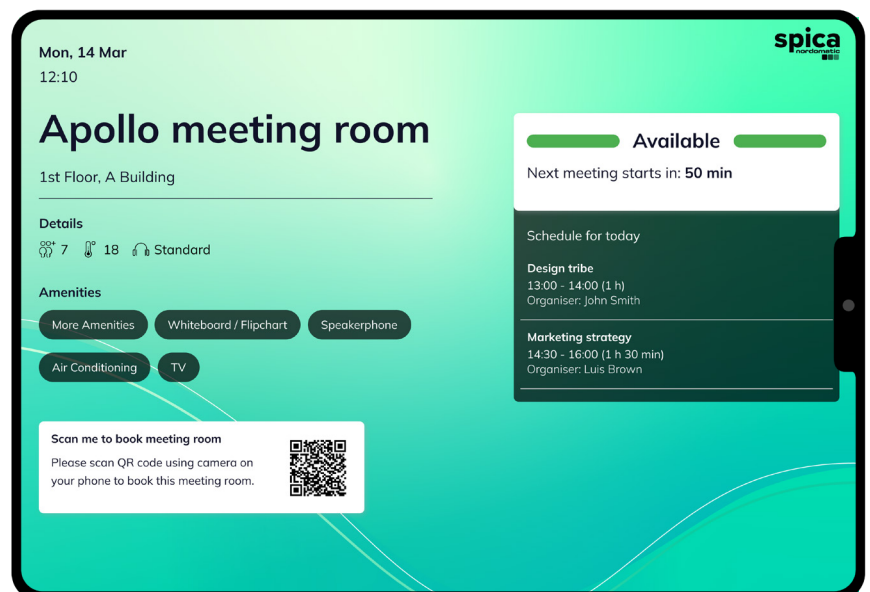 Mon, 14 Mar
12:10
spica
nordomatic
Apollo meeting room
1st Floor, A Building
Details
7 18 Standard
Amenities
More Amenities Whiteboard / Flipchart Speakerphone
Air Conditioning TV
Scan me to book meeting room
Please scan QR code using camera on
your phone to book this meeting room.
Available
Next meeting starts in: 50 min
Schedule for today
Design tribe
13:00 - 14:00 (1 h)
Organiser: John Smith
Marketing strategy
14:30 - 16:00 (1 h 30 min)
Organiser: Luis Brown